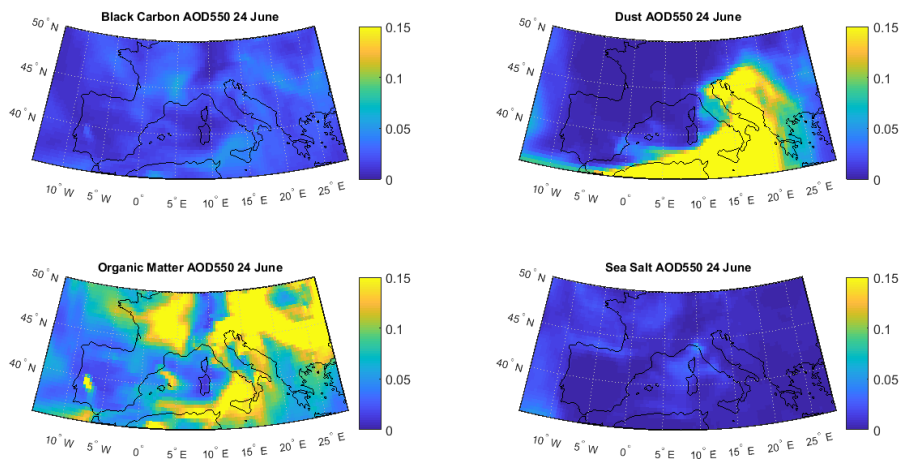 Black Carbon AOD550 24 June
50° N
45° N
40° N
10° W
5° W
0°
5° E
10° E
15° E
20° E
25° E
0.15
0.1
0.05
0
Dust AOD550 24 June
50° N
45° N
40° N
10° W
5° W
0°
5° E
10° E
15° E
20° E
25° E
0.15
0.1
0.05
0
Organic Matter AOD550 24 June
50° N
45° N
40° N
10° W
5° W
0°
5° E
10° E
15° E
20° E
25° E
0.15
0.1
0.05
0
Sea Salt AOD550 24 June
50° N
45° N
40° N
10° W
5° W
0°
5° E
10° E
15° E
20° E
25° E
0.15
0.1
0.05
0